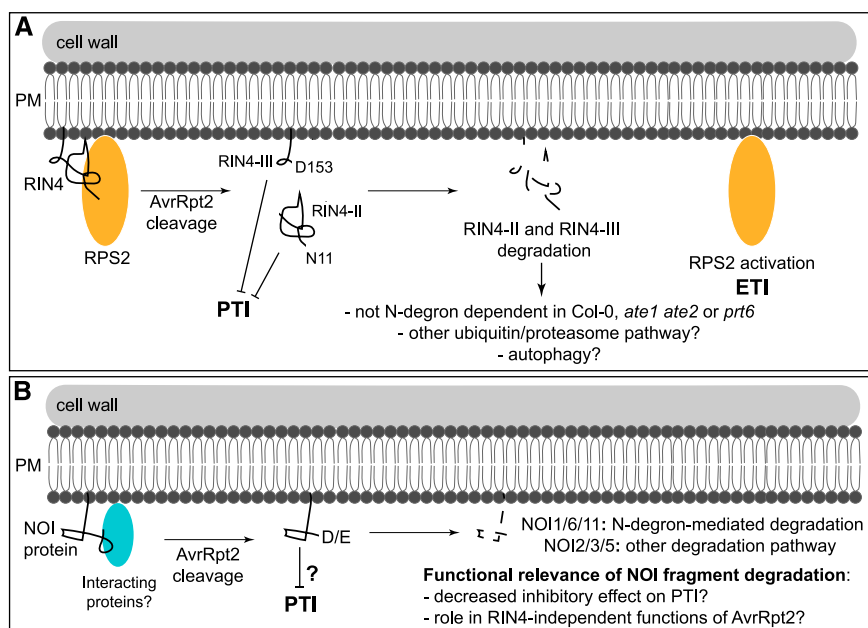 A
cell wall
PM
RIN4
RPS2
AvrRpt2
cleavage
RIN4-III
D153
RIN4-II
N11
PTI
RIN4-II and RIN4-III
degradation
- not N-degron dependent in Col-0, ate1 ate2 or prt6
- other ubiquitin/proteasome pathway?
- autophagy?
RPS2 activation
ETI
B
cell wall
PM
NOI
protein
Interacting
proteins?
AvrRpt2
cleavage
D/E
?
PTI
NOI1/6/11: N-degron-mediated degradation
NOI2/3/5: other degradation pathway
Functional relevance of NOI fragment degradation:
- decreased inhibitory effect on PTI?
- role in RIN4-independent functions of AvrRpt2?